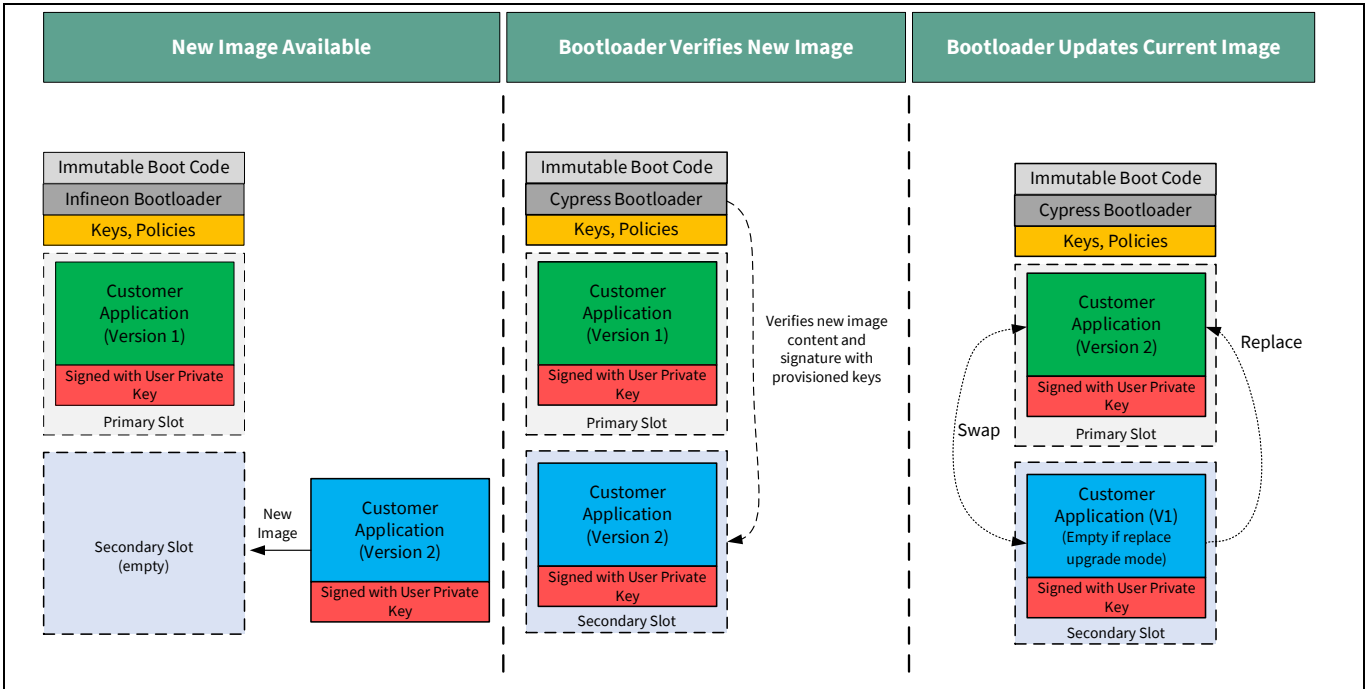 New Image Available
Bootloader Verifies New Image
Bootloader Updates Current Image
Immutable Boot Code
Infineon Bootloader
Keys, Policies
Customer
Application
(Version 1)
Signed with User Private
Key
Primary Slot
Secondary Slot
(empty)
New
Image
Customer
Application
(Version 2)
Signed with User Private
Key
Immutable Boot Code
Cypress Bootloader
Keys, Policies
Customer
Application
(Version 1)
Signed with User Private
Key
Primary Slot
Verifies new image
content and
signature with
provisioned keys
Customer
Application
(Version 2)
Signed with User Private
Key
Secondary Slot
Immutable Boot Code
Cypress Bootloader
Keys, Policies
Customer
Application
(Version 2)
Signed with User Private
Key
Primary Slot
Swap
Replace
Customer
Application (V1)
(Empty if replace
upgrade mode)
Signed with User Private
Key
Secondary Slot